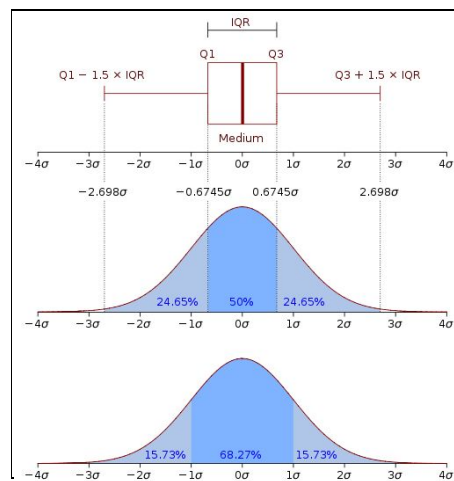 IQR
Q1 Q3
Q1 − 1.5 × IQR Q3 + 1.5 × IQR
Medium
−4σ −3σ −2σ −1σ 0σ 1σ 2σ 3σ 4σ
−2.698σ −0.6745σ 0.6745σ 2.698σ
24.65% 50% 24.65%
−4σ −3σ −2σ −1σ 0σ 1σ 2σ 3σ 4σ
15.73% 68.27% 15.73%
−4σ −3σ −2σ −1σ 0σ 1σ 2σ 3σ 4σ